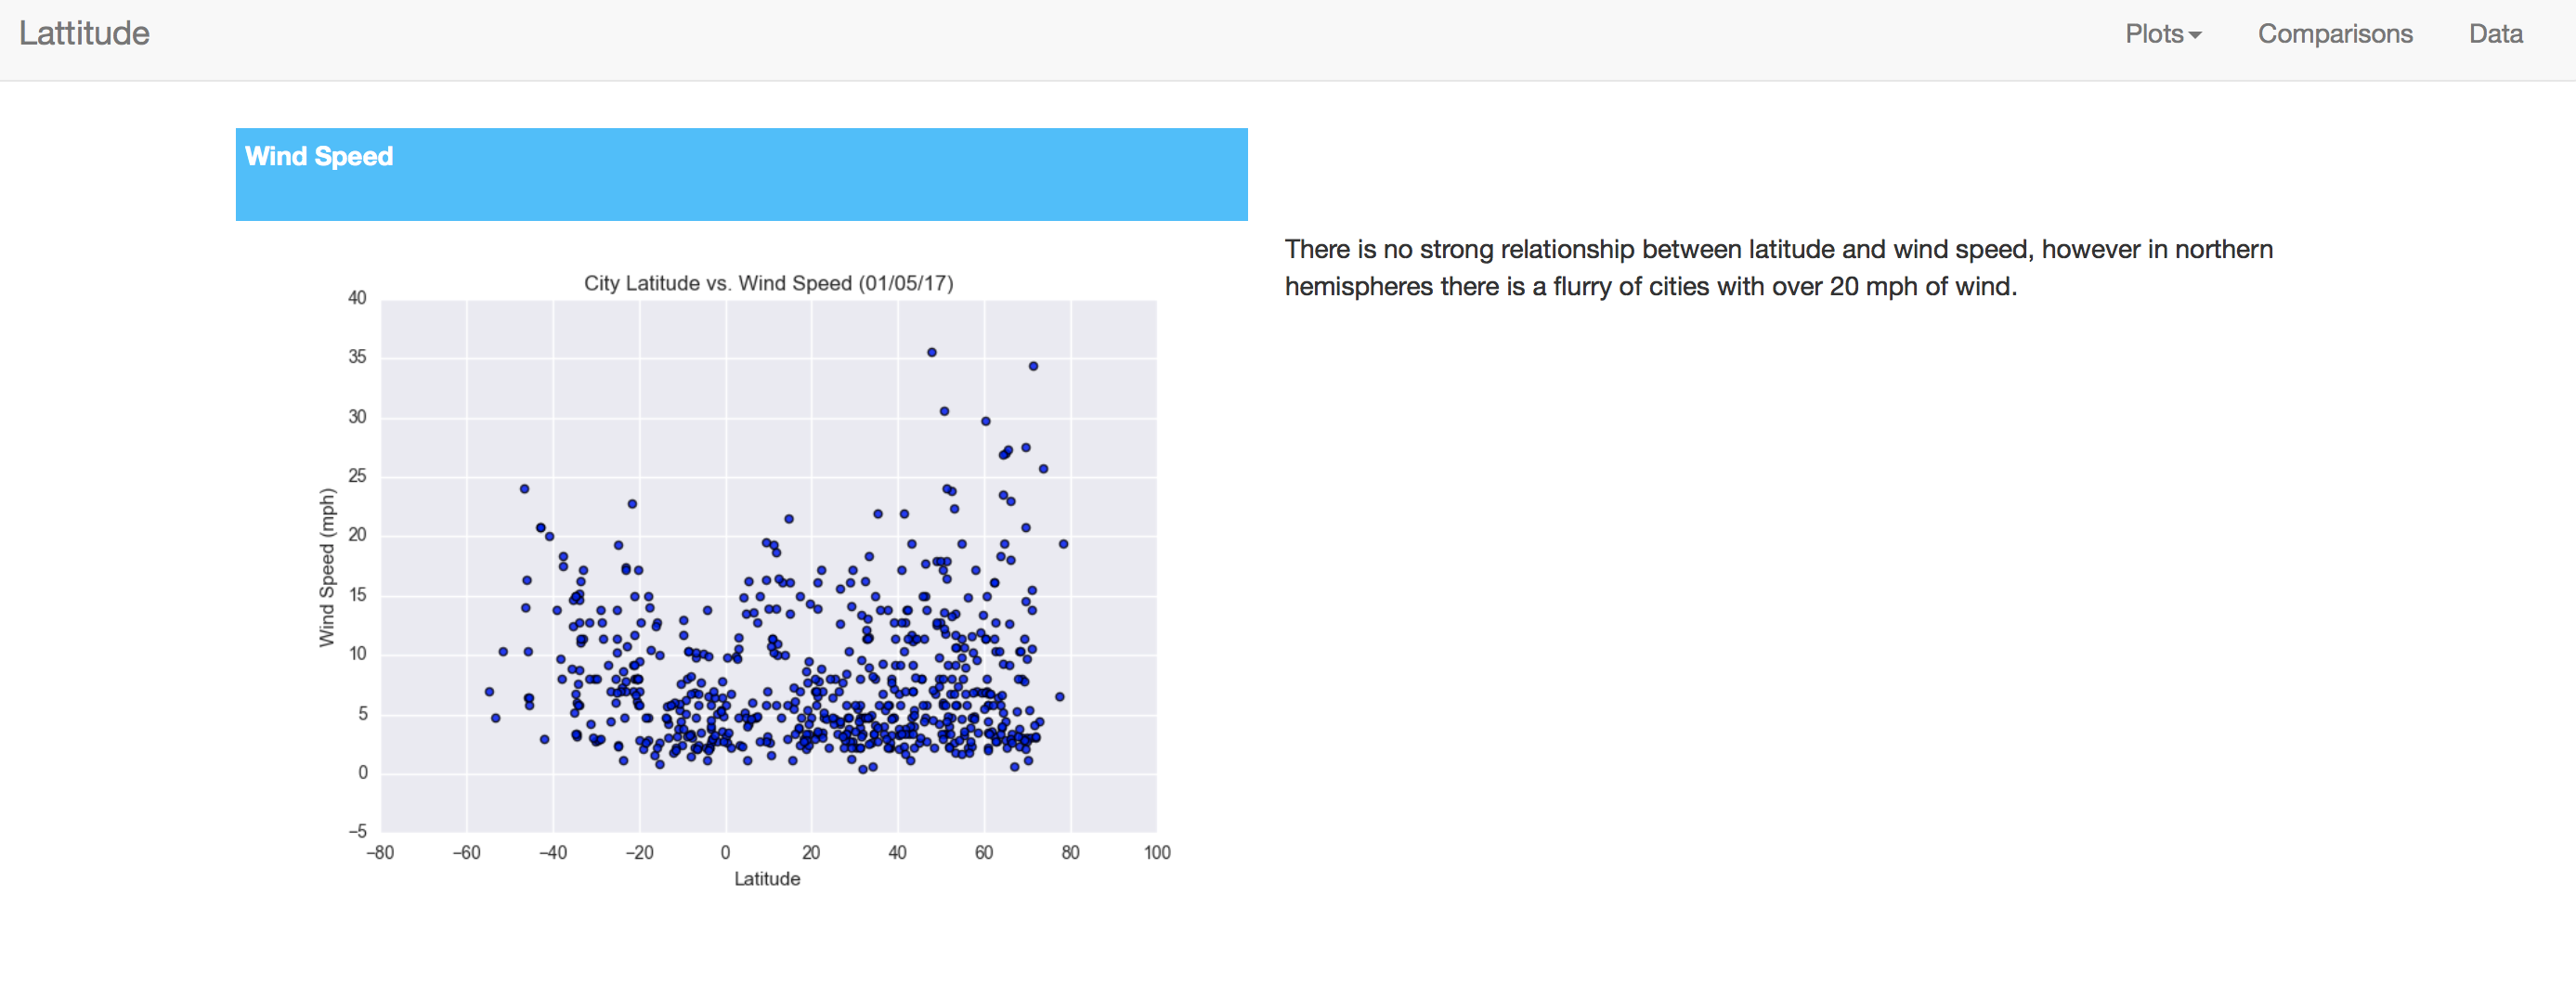 Lattitude
Plots Comparisons Data
Wind Speed
There is no strong relationship between latitude and wind speed, however in northern
hemispheres there is a flurry of cities with over 20 mph of wind.
City Latitude vs. Wind Speed (01/05/17)
40
35
30
25
20
15
10
5
0
−5
Wind Speed (mph)
−80 −60 −40 −20 0 20 40 60 80 100
Latitude